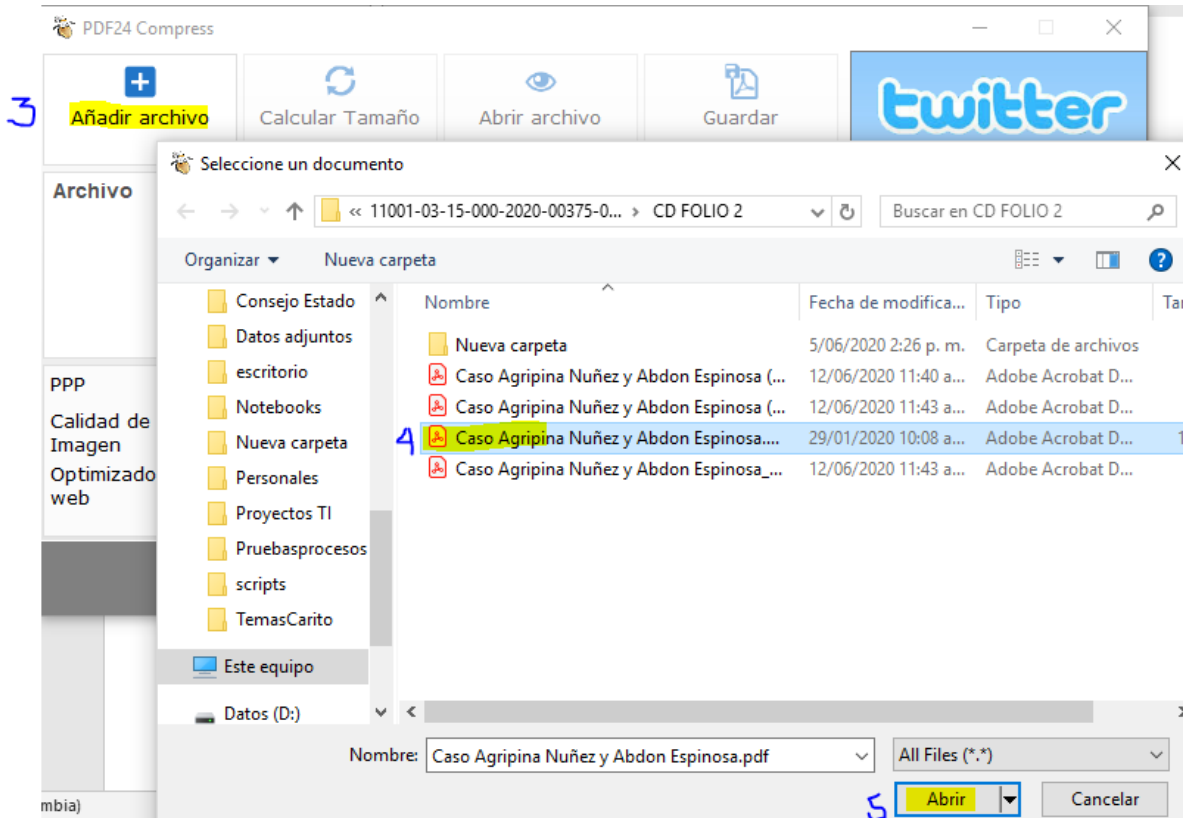 PDF24 Compress
3
Añadir archivo
Calcular Tamaño
Abrir archivo
Guardar
twitter
Seleccione un documento
Archivo
« 11001-03-15-000-2020-00375-0... › CD FOLIO 2
Buscar en CD FOLIO 2
Organizar
Nueva carpeta
?
Consejo Estado
Datos adjuntos
escritorio
Notebooks
Nueva carpeta
Personales
Proyectos TI
Pruebasprocesos
scripts
TemasCarito
Este equipo
Datos (D:)
Nombre Fecha de modifica... Tipo Tar
Nueva carpeta 5/06/2020 2:26 p. m. Carpeta de archivos
Caso Agripina Nuñez y Abdon Espinosa (... 12/06/2020 11:40 a... Adobe Acrobat D...
Caso Agripina Nuñez y Abdon Espinosa (... 12/06/2020 11:43 a... Adobe Acrobat D...
4 Caso Agripina Nuñez y Abdon Espinosa.... 29/01/2020 10:08 a... Adobe Acrobat D... 1
Caso Agripina Nuñez y Abdon Espinosa_... 12/06/2020 11:43 a... Adobe Acrobat D...
PPP
Calidad de
Imagen
Optimizado
web
Nombre: Caso Agripina Nuñez y Abdon Espinosa.pdf
All Files (*.*)
5 Abrir
Cancelar
mbia)